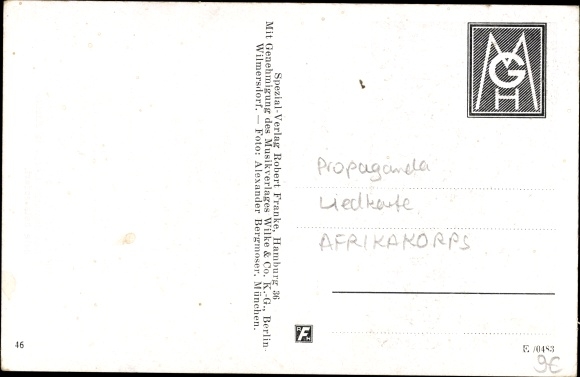 Spezial-Verlag Robert Franke, Hamburg 36
Mit Genehmigung des Musikverlages Wilke & Co. K.-G., Berlin-
Wilmersdorf. — Foto: Alexander Bergmoser, München.
MGH
Propaganda
Liedkarte
AFRIKAKORPS
F
46
E /0483
9€